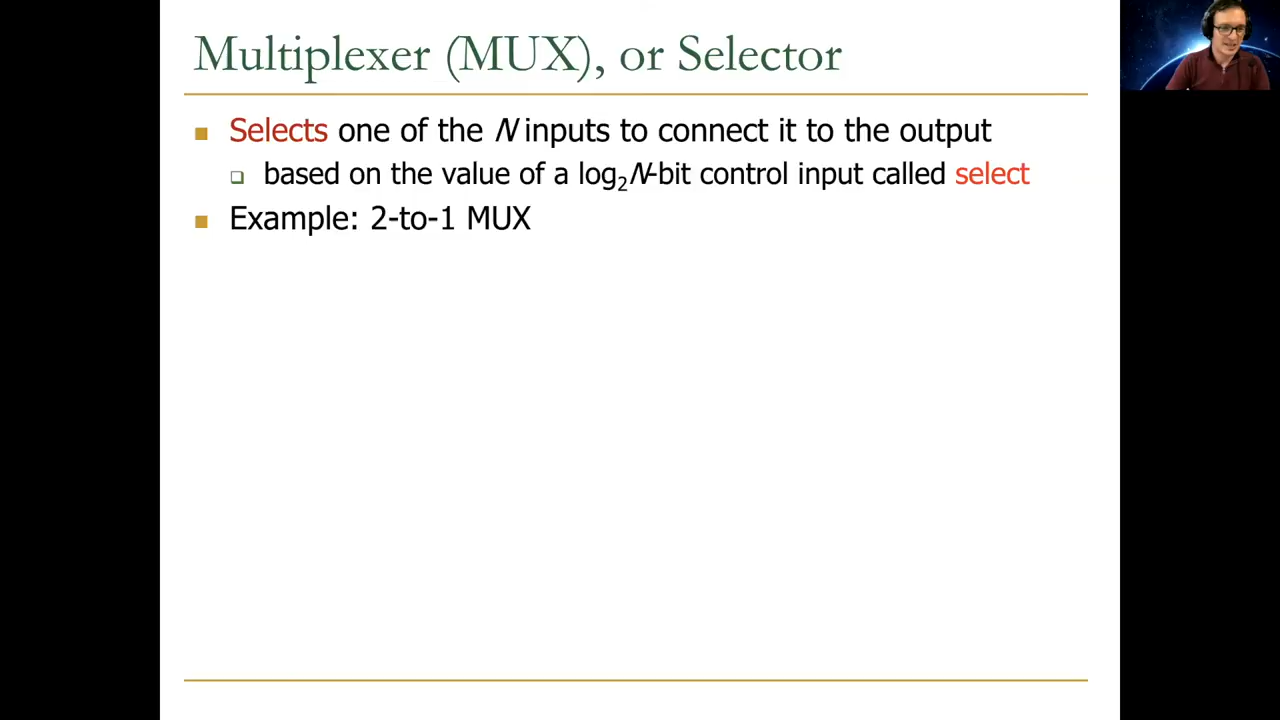 Multiplexer (MUX), or Selector
Selects one of the N inputs to connect it to the output
based on the value of a log₂N-bit control input called select
Example: 2-to-1 MUX